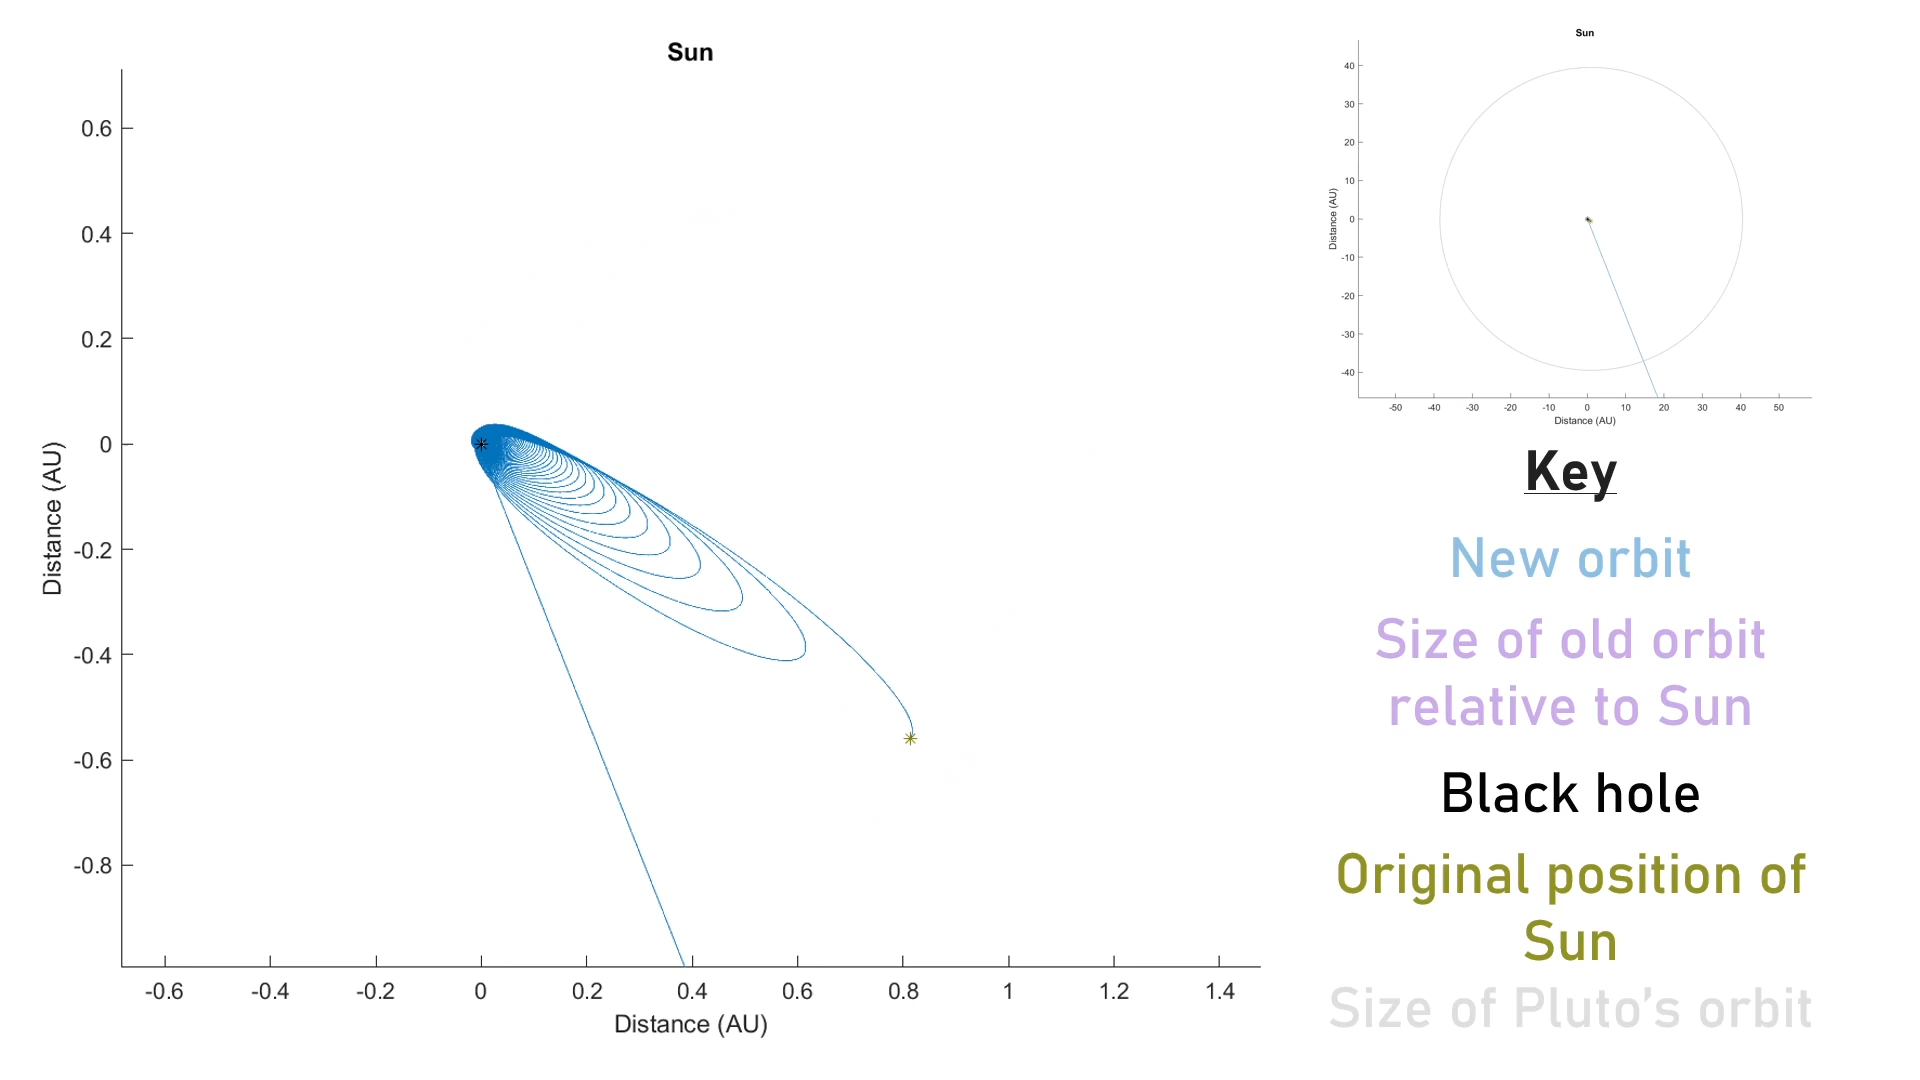 Sun
0.6
0.4
0.2
0
-0.2
-0.4
-0.6
-0.8
Distance (AU)
-0.6 -0.4 -0.2 0 0.2 0.4 0.6 0.8 1 1.2 1.4
Distance (AU)
Sun
40
30
20
10
0
-10
-20
-30
-40
Distance (AU)
-50 -40 -30 -20 -10 0 10 20 30 40 50
Distance (AU)
Key
New orbit
Size of old orbit
relative to Sun
Black hole
Original position of
Sun
Size of Pluto’s orbit